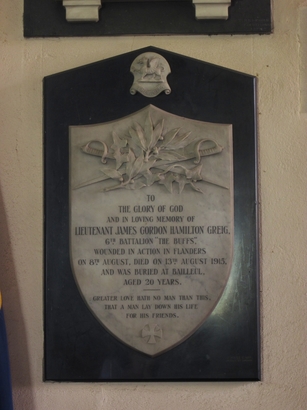 TO
THE GLORY OF GOD
AND IN LOVING MEMORY OF
LIEUTENANT JAMES GORDON HAMILTON GREIG,
6TH BATTALION "THE BUFFS",
WOUNDED IN ACTION IN FLANDERS
ON 8TH AUGUST, DIED ON 13TH AUGUST 1915,
AND WAS BURIED AT BAILLEUL,
AGED 20 YEARS.
GREATER LOVE HATH NO MAN THAN THIS,
THAT A MAN LAY DOWN HIS LIFE
FOR HIS FRIENDS.